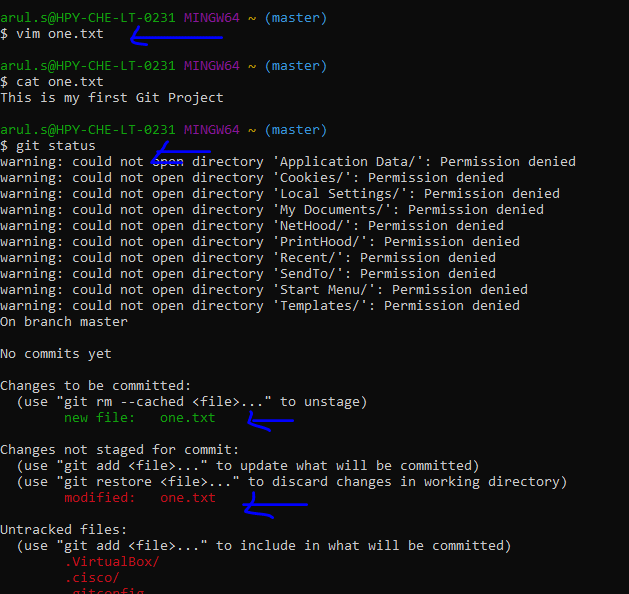 arul.s@HPY-CHE-LT-0231 MINGW64 ~ (master)
$ vim one.txt
arul.s@HPY-CHE-LT-0231 MINGW64 ~ (master)
$ cat one.txt
This is my first Git Project
arul.s@HPY-CHE-LT-0231 MINGW64 ~ (master)
$ git status
warning: could not open directory 'Application Data/': Permission denied
warning: could not open directory 'Cookies/': Permission denied
warning: could not open directory 'Local Settings/': Permission denied
warning: could not open directory 'My Documents/': Permission denied
warning: could not open directory 'NetHood/': Permission denied
warning: could not open directory 'PrintHood/': Permission denied
warning: could not open directory 'Recent/': Permission denied
warning: could not open directory 'SendTo/': Permission denied
warning: could not open directory 'Start Menu/': Permission denied
warning: could not open directory 'Templates/': Permission denied
On branch master
No commits yet
Changes to be committed:
(use "git rm --cached <file>..." to unstage)
new file: one.txt
Changes not staged for commit:
(use "git add <file>..." to update what will be committed)
(use "git restore <file>..." to discard changes in working directory)
modified: one.txt
Untracked files:
(use "git add <file>..." to include in what will be committed)
.VirtualBox/
.cisco/
.gitconfig